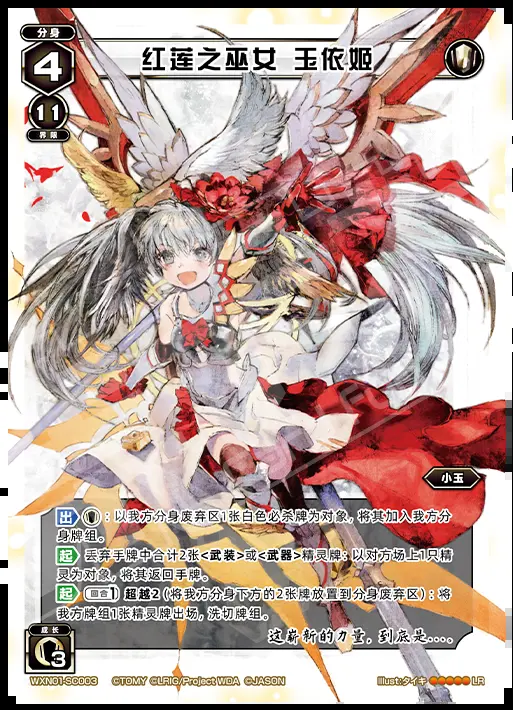 分身
4
红莲之巫女 玉依姬
11
界限
小玉
出 : 以我方分身废弃区1张白色必杀牌为对象，将其加入我方分
身牌组。
起 丢弃手牌中合计2张<武装>或<武器>精灵牌：以对方场上1只精
灵为对象，将其返回手牌。
起 回合1 超越2（将我方分身下方的2张牌放置到分身废弃区）：将
我方牌组1张精灵牌出场，洗切牌组。
这崭新的力量，到底是……
成长
3
WXN01-SC003 ©TOMY ©LRIG/Project WDA ©JASON Illust:タイキ LR